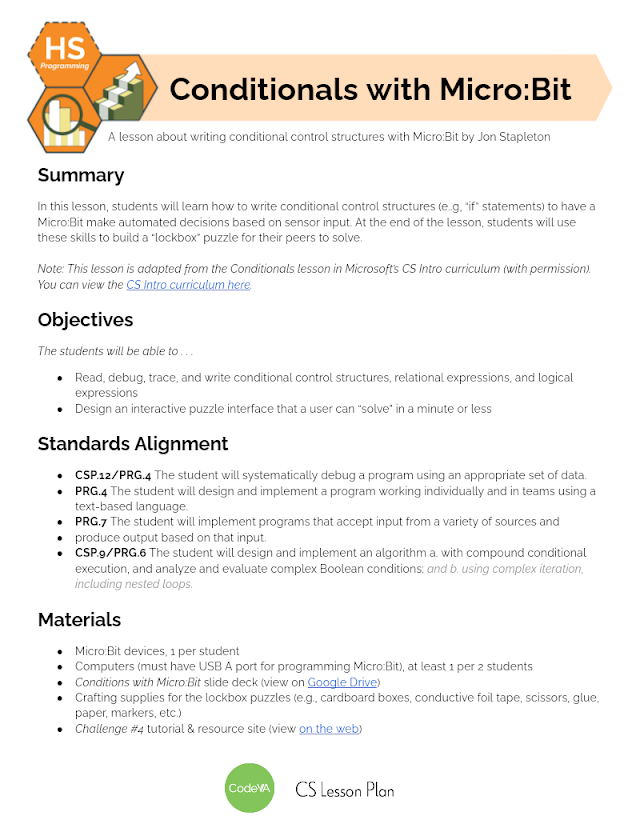 HS
Programming
Conditionals with Micro:Bit
A lesson about writing conditional control structures with Micro:Bit by Jon Stapleton
Summary
In this lesson, students will learn how to write conditional control structures (e..g, “if” statements) to have a
Micro:Bit make automated decisions based on sensor input. At the end of the lesson, students will use
these skills to build a “lockbox” puzzle for their peers to solve.
Note: This lesson is adapted from the Conditionals lesson in Microsoft’s CS Intro curriculum (with permission).
You can view the CS Intro curriculum here.
Objectives
The students will be able to . . .
● Read, debug, trace, and write conditional control structures, relational expressions, and logical
expressions
● Design an interactive puzzle interface that a user can “solve” in a minute or less
Standards Alignment
● CSP.12/PRG.4 The student will systematically debug a program using an appropriate set of data.
● PRG.4 The student will design and implement a program working individually and in teams using a
text-based language.
● PRG.7 The student will implement programs that accept input from a variety of sources and
● produce output based on that input.
● CSP.9/PRG.6 The student will design and implement an algorithm a. with compound conditional
execution, and analyze and evaluate complex Boolean conditions; and b. using complex iteration,
including nested loops.
Materials
● Micro:Bit devices, 1 per student
● Computers (must have USB A port for programming Micro:Bit), at least 1 per 2 students
● Conditions with Micro:Bit slide deck (view on Google Drive)
● Crafting supplies for the lockbox puzzles (e.g., cardboard boxes, conductive foil tape, scissors, glue,
paper, markers, etc.)
● Challenge #4 tutorial & resource site (view on the web)
CodeVA
CS Lesson Plan